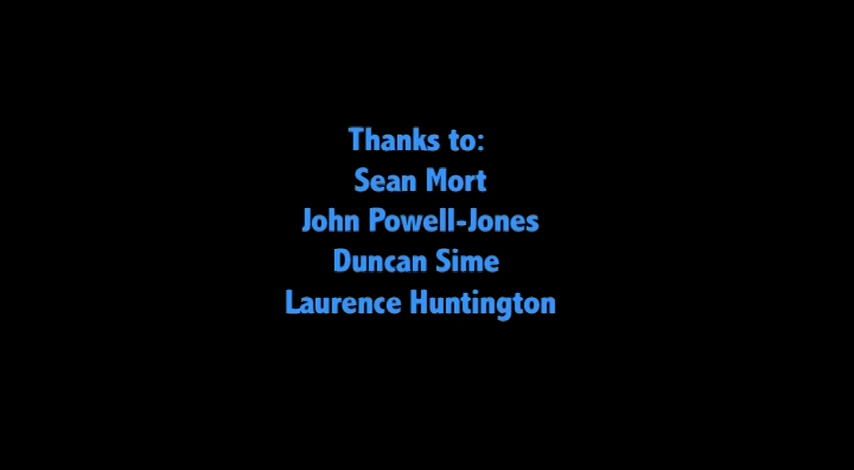 Thanks to:
Sean Mort
John Powell-Jones
Duncan Sime
Laurence Huntington